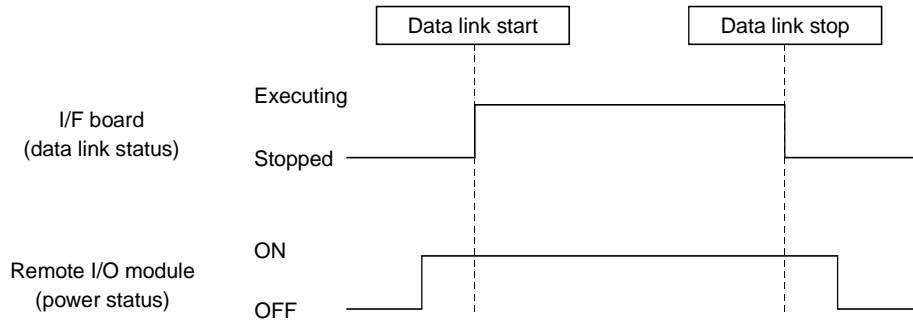 Data link start
Data link stop
Executing
I/F board
(data link status)
Stopped
ON
Remote I/O module
(power status)
OFF